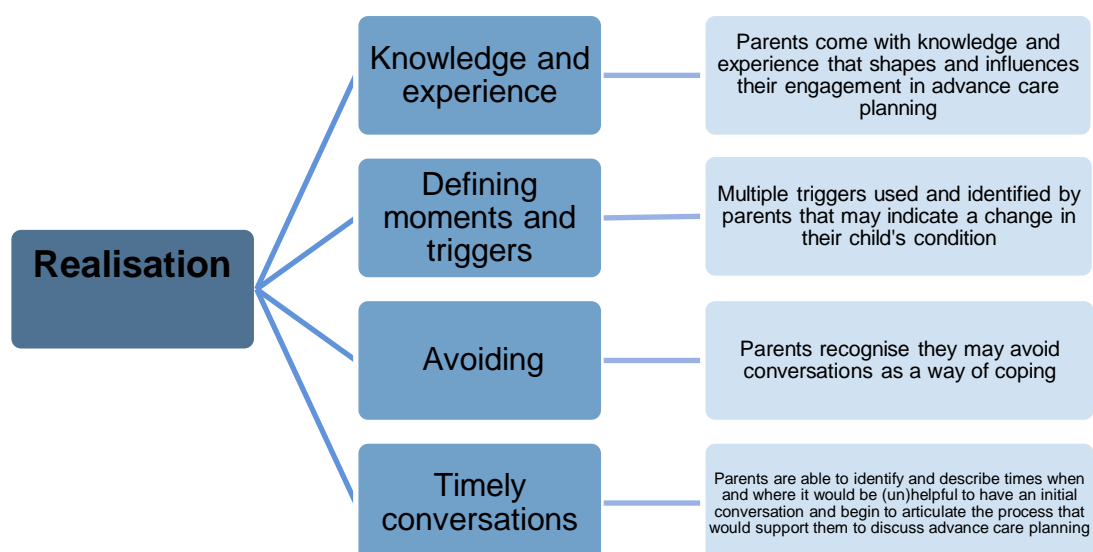 Realisation
Knowledge and
experience
Parents come with knowledge and
experience that shapes and influences
their engagement in advance care
planning
Defining
moments and
triggers
Multiple triggers used and identified by
parents that may indicate a change in
their child's condition
Avoiding
Parents recognise they may avoid
conversations as a way of coping
Timely
conversations
Parents are able to identify and describe times when
and where it would be (un)helpful to have an initial
conversation and begin to articulate the process that
would support them to discuss advance care planning